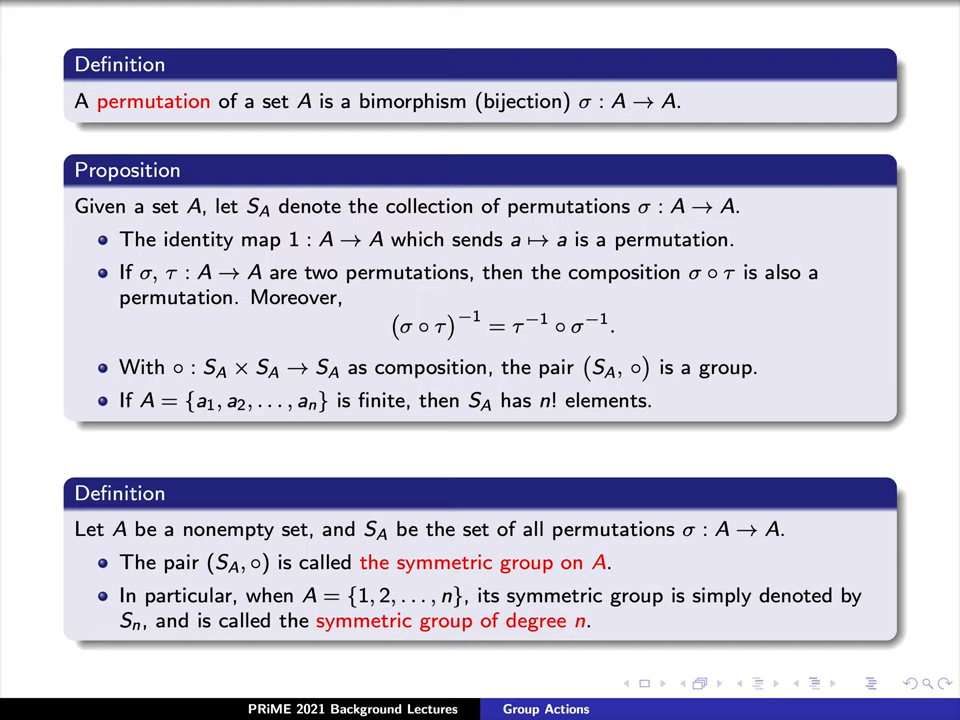 Definition
A permutation of a set A is a bimorphism (bijection) σ : A → A.
Proposition
Given a set A, let S_A denote the collection of permutations σ : A → A.
The identity map 1 : A → A which sends a ↦ a is a permutation.
If σ, τ : A → A are two permutations, then the composition σ ∘ τ is also a
permutation. Moreover,
(σ ∘ τ)⁻¹ = τ⁻¹ ∘ σ⁻¹.
With ∘ : S_A × S_A → S_A as composition, the pair (S_A, ∘) is a group.
If A = {a₁, a₂, . . . , aₙ} is finite, then S_A has n! elements.
Definition
Let A be a nonempty set, and S_A be the set of all permutations σ : A → A.
The pair (S_A, ∘) is called the symmetric group on A.
In particular, when A = {1, 2, . . . , n}, its symmetric group is simply denoted by
Sₙ, and is called the symmetric group of degree n.
PRiME 2021 Background Lectures Group Actions